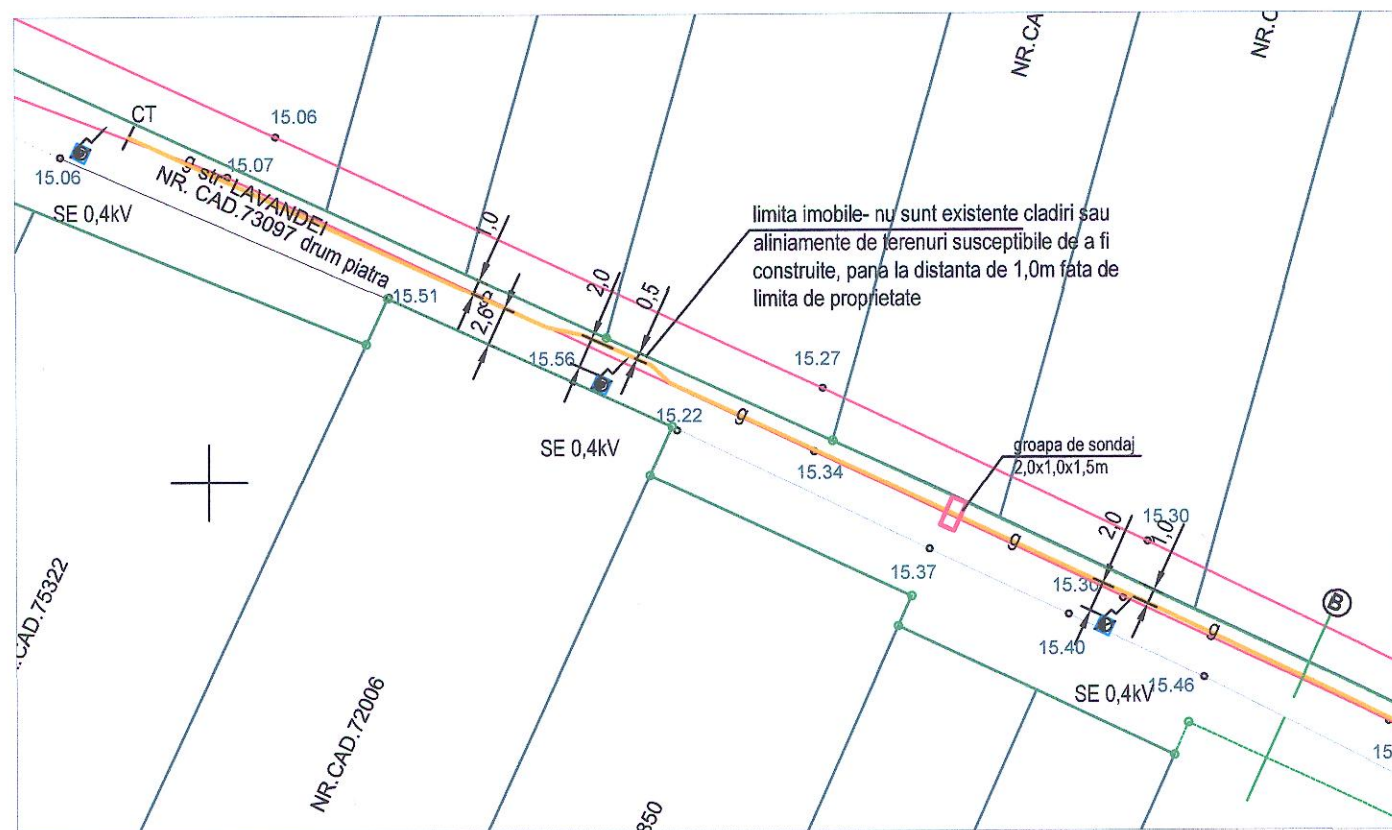 NR.CA
NR.C
CT
15.06
15.07
15.06
g
str. LAVANDEI
NR. CAD.73097 drum piatra
SE 0,4kV
1,0
limita imobile- nu sunt existente cladiri sau
aliniamente de terenuri susceptibile de a fi
construite, pana la distanta de 1,0m fata de
limita de proprietate
15.51
2,0
0,5
15.56
15.27
15.22
g
SE 0,4kV
15.34
groapa de sondaj
2,0x1,0x1,5m
g
2,0
15.30
1,0
15.37
15.30
15.40
g
B
SE 0,4kV
15.46
15
.CAD.75322
NR.CAD.72006
850